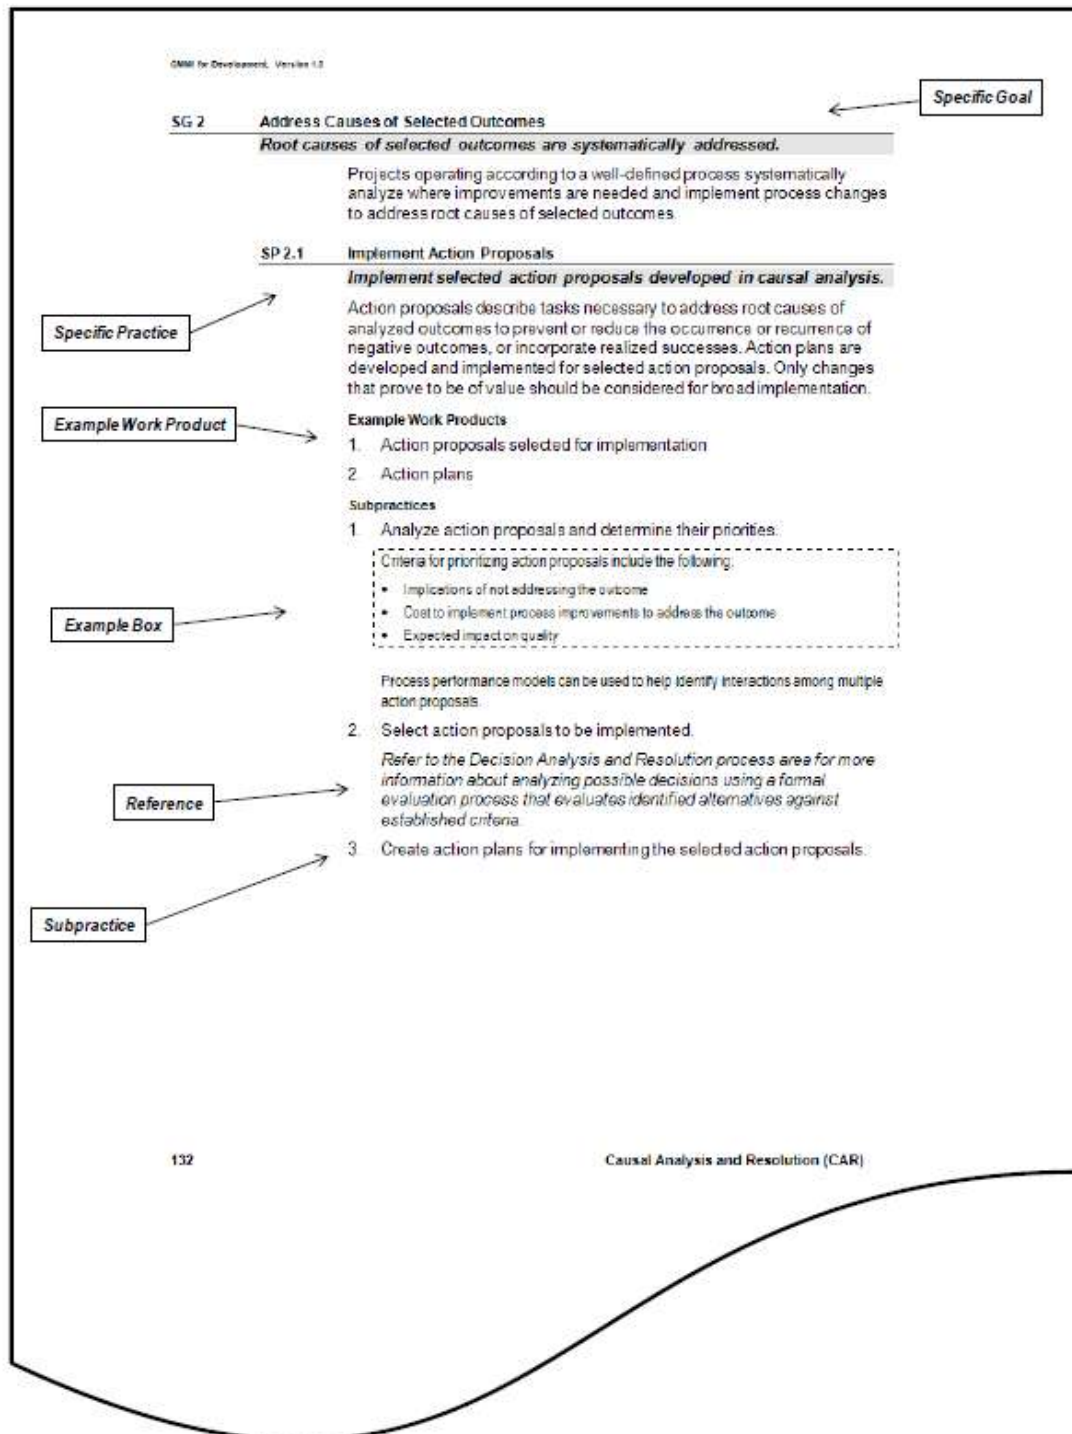 CMMI for Development, Version 1.3
Specific Goal
SG 2 Address Causes of Selected Outcomes
Root causes of selected outcomes are systematically addressed.
Projects operating according to a well-defined process systematically
analyze where improvements are needed and implement process changes
to address root causes of selected outcomes.
SP 2.1 Implement Action Proposals
Implement selected action proposals developed in causal analysis.
Specific Practice
Action proposals describe tasks necessary to address root causes of
analyzed outcomes to prevent or reduce the occurrence or recurrence of
negative outcomes, or incorporate realized successes. Action plans are
developed and implemented for selected action proposals. Only changes
that prove to be of value should be considered for broad implementation.
Example Work Product
Example Work Products
1. Action proposals selected for implementation
2. Action plans
Subpractices
1. Analyze action proposals and determine their priorities.
Criteria for prioritizing action proposals include the following:
• Implications of not addressing the outcome
• Cost to implement process improvements to address the outcome
• Expected impact on quality
Example Box
Process performance models can be used to help identify interactions among multiple
action proposals.
2. Select action proposals to be implemented.
Refer to the Decision Analysis and Resolution process area for more
information about analyzing possible decisions using a formal
evaluation process that evaluates identified alternatives against
established criteria.
Reference
3. Create action plans for implementing the selected action proposals.
Subpractice
132 Causal Analysis and Resolution (CAR)